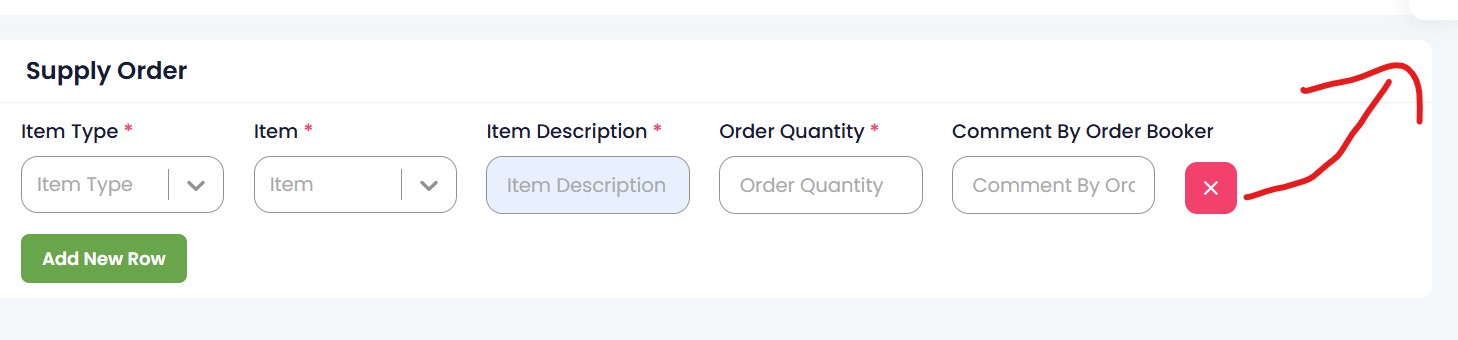 Supply Order
Item Type * Item * Item Description * Order Quantity * Comment By Order Booker
Item Type Item Item Description Order Quantity Comment By Orc
Add New Row